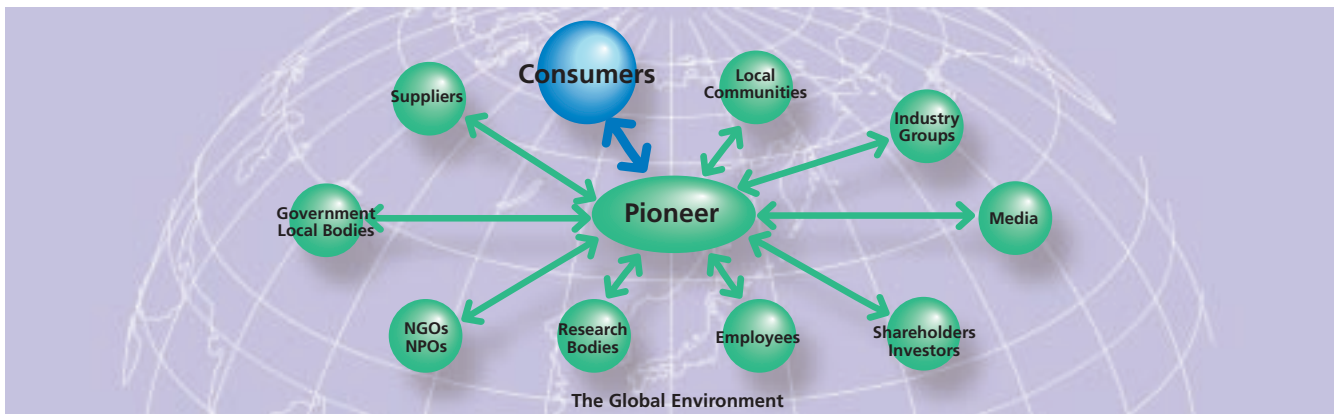 Consumers
Local
Communities
Suppliers
Industry
Groups
Pioneer
Government
Local Bodies
Media
NGOs
NPOs
Research
Bodies
Employees
Shareholders
Investors
The Global Environment